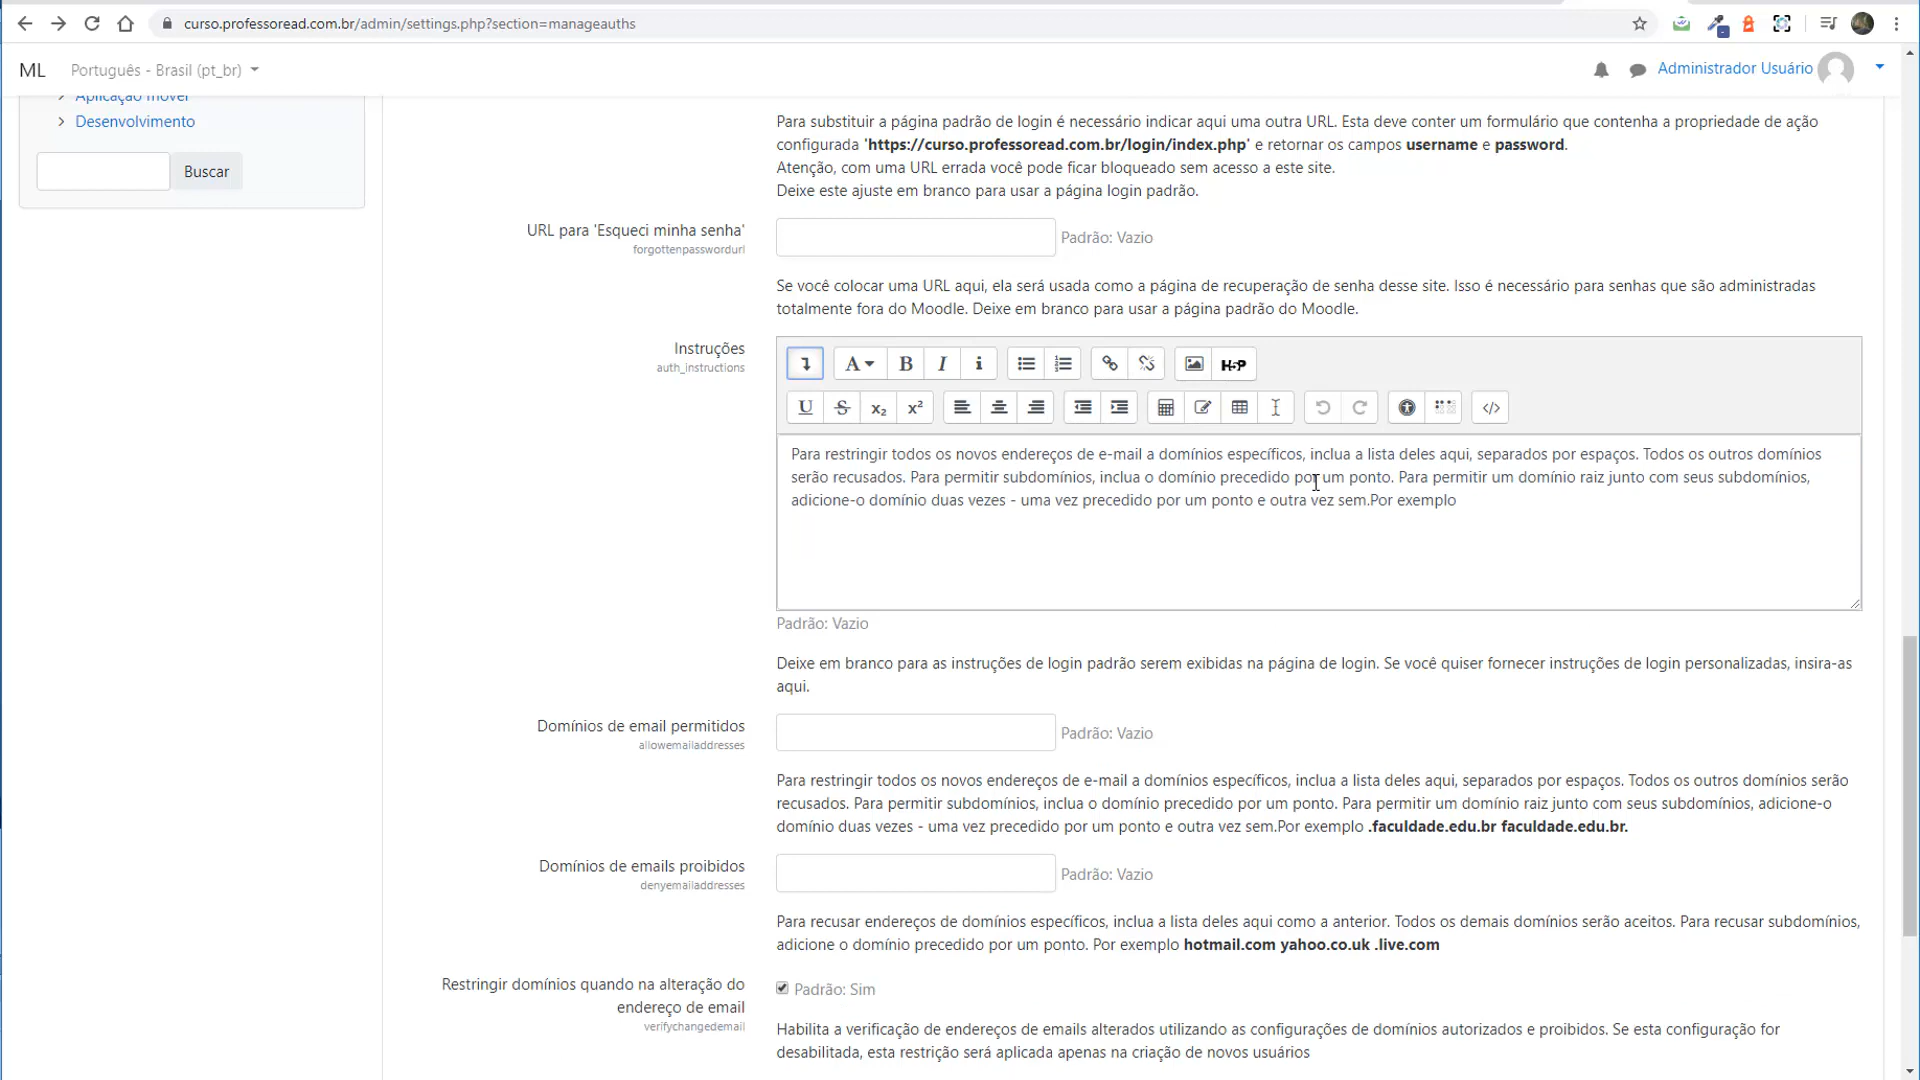 curso.professoread.com.br/admin/settings.php?section=manageauths
ML Português - Brasil (pt_br) Administrador Usuário
Aplicação móvel
Desenvolvimento
Buscar
Para substituir a página padrão de login é necessário indicar aqui uma outra URL. Esta deve conter um formulário que contenha a propriedade de ação
configurada 'https://curso.professoread.com.br/login/index.php' e retornar os campos username e password.
Atenção, com uma URL errada você pode ficar bloqueado sem acesso a este site.
Deixe este ajuste em branco para usar a página login padrão.
URL para 'Esqueci minha senha'
forgottenpasswordurl
Padrão: Vazio
Se você colocar uma URL aqui, ela será usada como a página de recuperação de senha desse site. Isso é necessário para senhas que são administradas
totalmente fora do Moodle. Deixe em branco para usar a página padrão do Moodle.
Instruções
auth_instructions
A B I i H-P
U S x₂ x²
Para restringir todos os novos endereços de e-mail a domínios específicos, inclua a lista deles aqui, separados por espaços. Todos os outros domínios
serão recusados. Para permitir subdomínios, inclua o domínio precedido por um ponto. Para permitir um domínio raiz junto com seus subdomínios,
adicione-o domínio duas vezes - uma vez precedido por um ponto e outra vez sem.Por exemplo
Padrão: Vazio
Deixe em branco para as instruções de login padrão serem exibidas na página de login. Se você quiser fornecer instruções de login personalizadas, insira-as
aqui.
Domínios de email permitidos
allowemailaddresses
Padrão: Vazio
Para restringir todos os novos endereços de e-mail a domínios específicos, inclua a lista deles aqui, separados por espaços. Todos os outros domínios serão
recusados. Para permitir subdomínios, inclua o domínio precedido por um ponto. Para permitir um domínio raiz junto com seus subdomínios, adicione-o
domínio duas vezes - uma vez precedido por um ponto e outra vez sem.Por exemplo .faculdade.edu.br faculdade.edu.br.
Domínios de emails proibidos
denyemailaddresses
Padrão: Vazio
Para recusar endereços de domínios específicos, inclua a lista deles aqui como a anterior. Todos os demais domínios serão aceitos. Para recusar subdomínios,
adicione o domínio precedido por um ponto. Por exemplo hotmail.com yahoo.co.uk .live.com
Restringir domínios quando na alteração do
endereço de email
verifychangedemail
Padrão: Sim
Habilita a verificação de endereços de emails alterados utilizando as configurações de domínios autorizados e proibidos. Se esta configuração for
desabilitada, esta restrição será aplicada apenas na criação de novos usuários